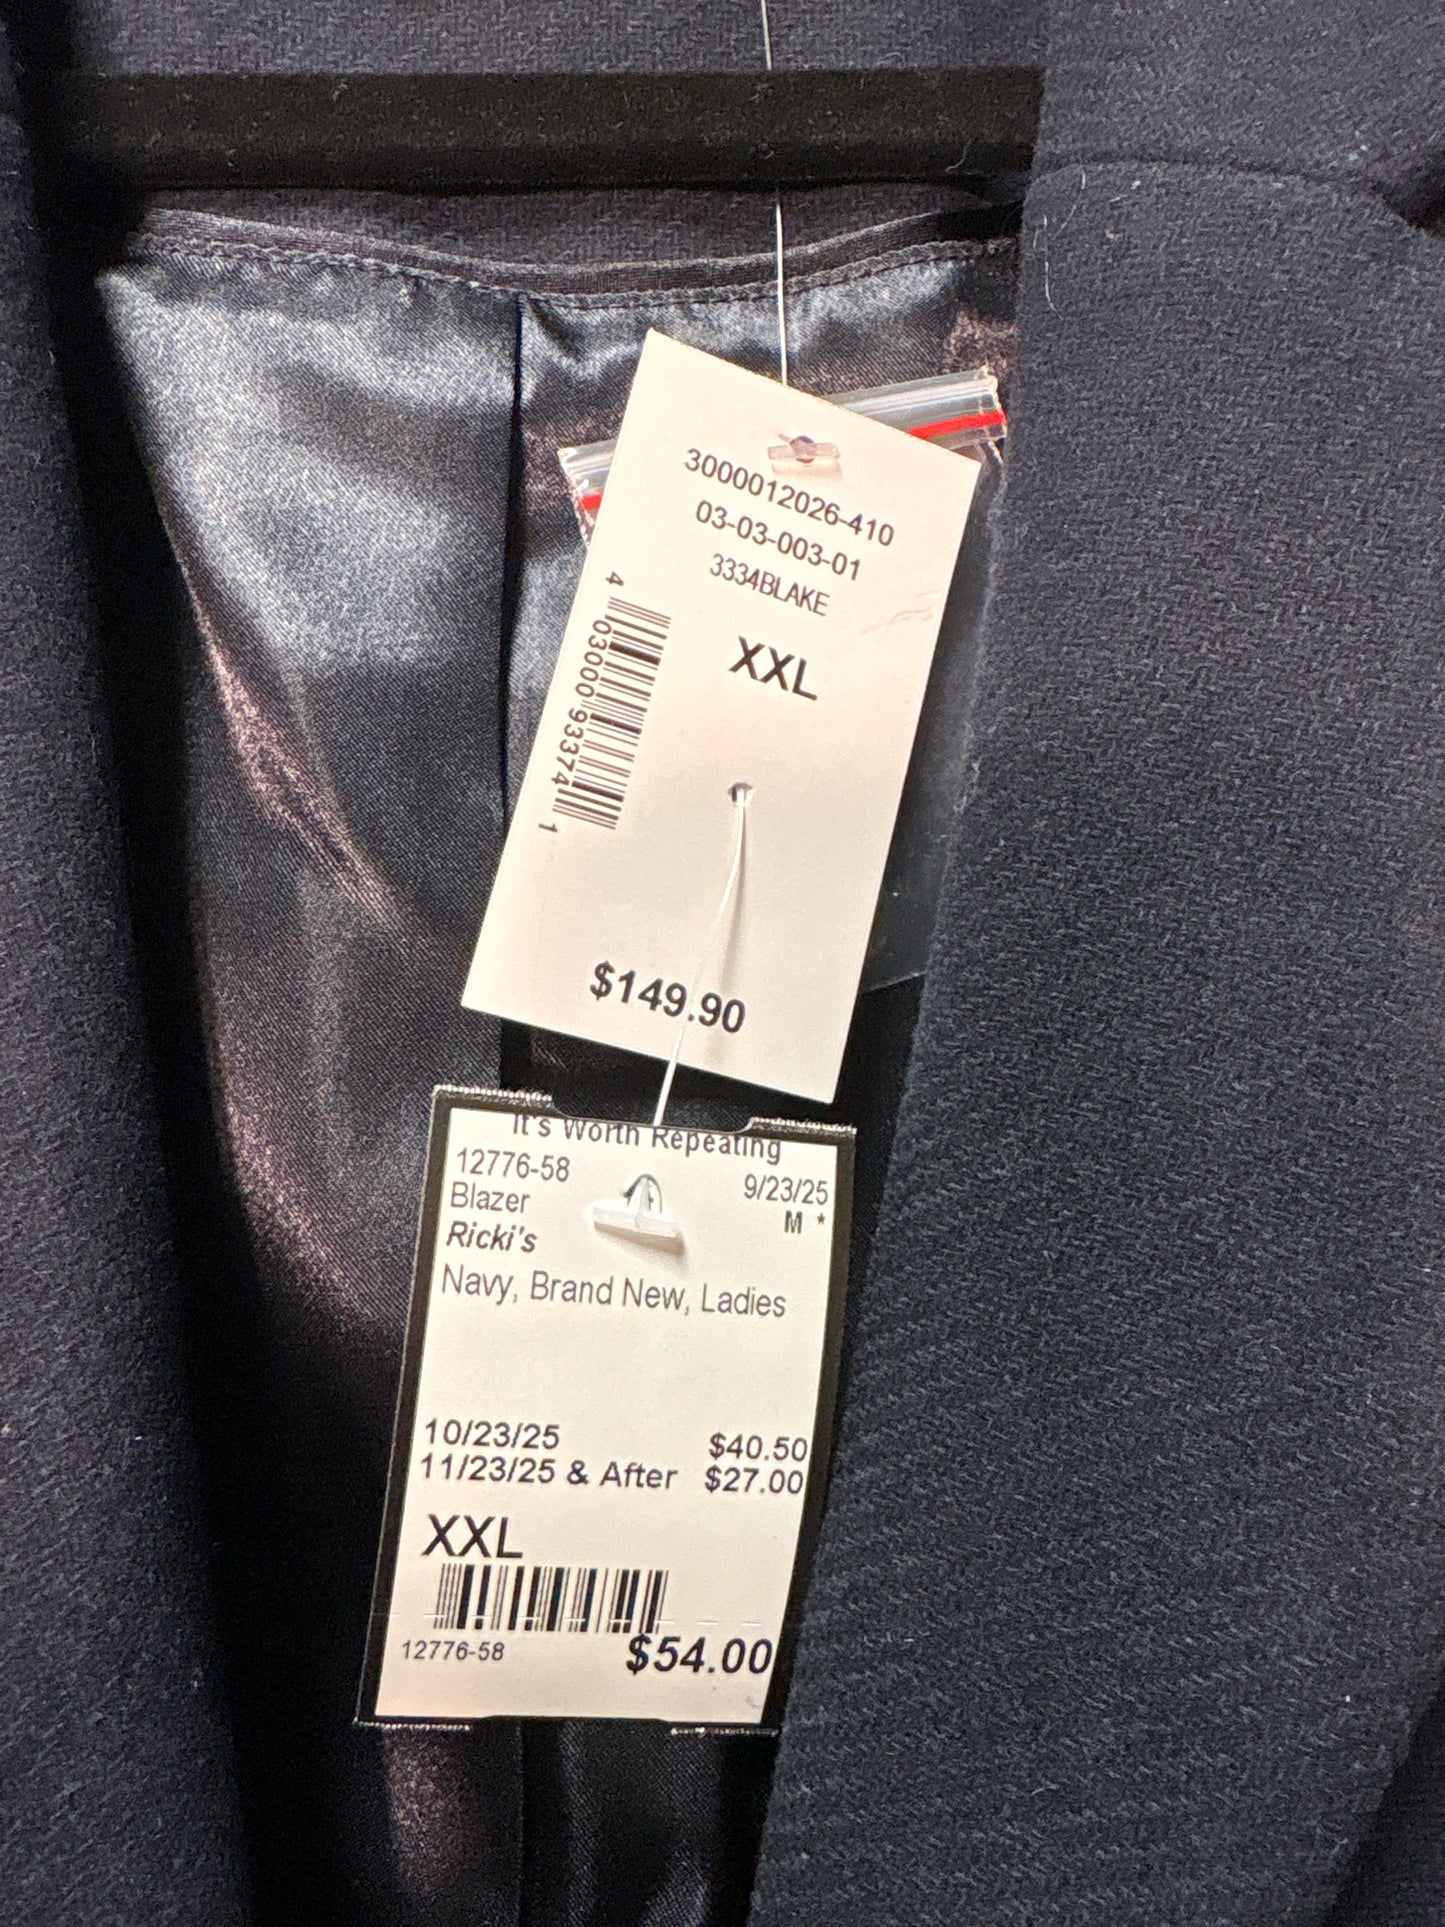 3000012026-410
03-03-003-01
3334BLAKE
XXL
4 03000 93374 1
$149.90
It's Worth Repeating
12776-58
9/23/25
Blazer
M *
Ricki's
Navy, Brand New, Ladies
10/23/25 $40.50
11/23/25 & After $27.00
XXL
12776-58 $54.00